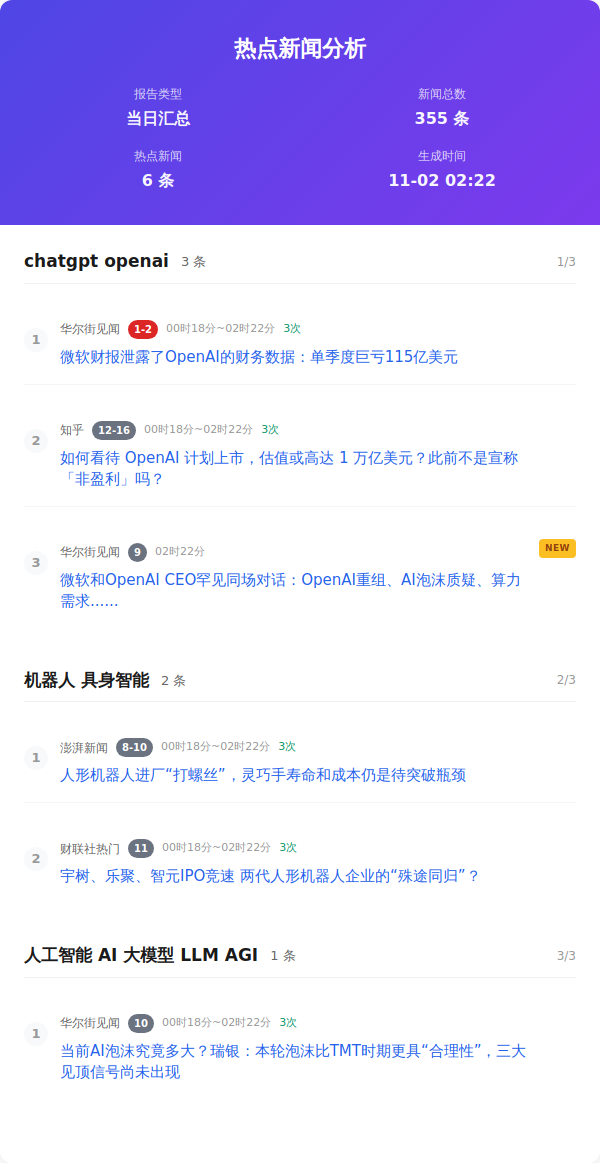 热点新闻分析
报告类型
新闻总数
当日汇总
355 条
热点新闻
生成时间
6 条
11-02 02:22
chatgpt openai 3 条 1/3
1
华尔街见闻 1-2 00时18分~02时22分 3次
微软财报泄露了OpenAI的财务数据：单季度巨亏115亿美元
2
知乎 12-16 00时18分~02时22分 3次
如何看待 OpenAI 计划上市，估值或高达 1 万亿美元？此前不是宣称
「非盈利」吗？
3
华尔街见闻 9 02时22分 NEW
微软和OpenAI CEO罕见同场对话：OpenAI重组、AI泡沫质疑、算力
需求......
机器人 具身智能 2 条 2/3
1
澎湃新闻 8-10 00时18分~02时22分 3次
人形机器人进厂“打螺丝”，灵巧手寿命和成本仍是待突破瓶颈
2
财联社热门 11 00时18分~02时22分 3次
宇树、乐聚、智元IPO竞速 两代人形机器人企业的“殊途同归”？
人工智能 AI 大模型 LLM AGI 1 条 3/3
1
华尔街见闻 10 00时18分~02时22分 3次
当前AI泡沫究竟多大？瑞银：本轮泡沫比TMT时期更具“合理性”，三大
见顶信号尚未出现